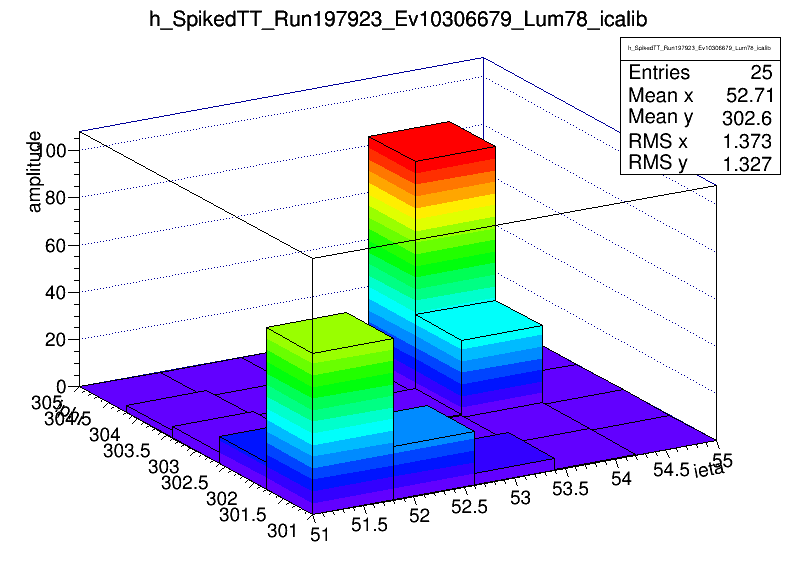 h_SpikedTT_Run197923_Ev10306679_Lum78_icalib
h_SpikedTT_Run197923_Ev10306679_Lum78_icalib
Entries 25
Mean x 52.71
Mean y 302.6
RMS x 1.373
RMS y 1.327
amplitude
00
80
60
40
20
0
305
304.5
304
303.5
303
302.5
302
301.5
301
51
51.5
52
52.5
53
53.5
54
54.5
55
ieta